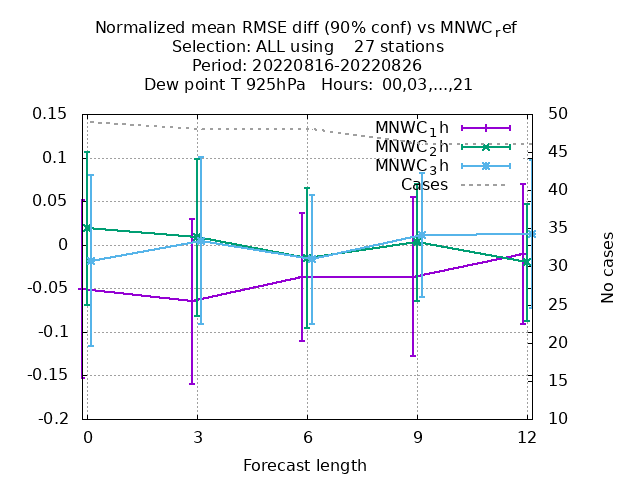 Normalized mean RMSE diff (90% conf) vs MNWC_ref
Selection: ALL using    27 stations
Period: 20220816-20220826
Dew point T 925hPa   Hours:  00,03,...,21
0.15
0.1
0.05
0
-0.05
-0.1
-0.15
-0.2
50
45
40
35
30
25
20
15
10
MNWC_1h
MNWC_2h
MNWC_3h
Cases
No cases
0
3
6
9
12
Forecast length